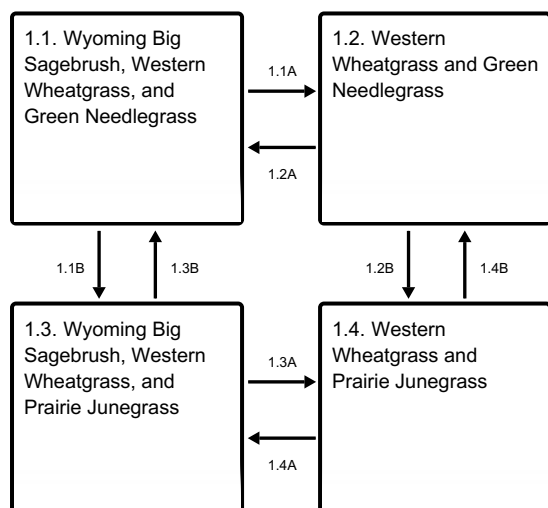 1.1. Wyoming Big
Sagebrush, Western
Wheatgrass, and
Green Needlegrass
1.1A
1.2A
1.2. Western
Wheatgrass and Green
Needlegrass
1.1B
1.3B
1.2B
1.4B
1.3. Wyoming Big
Sagebrush, Western
Wheatgrass, and
Prairie Junegrass
1.3A
1.4A
1.4. Western
Wheatgrass and
Prairie Junegrass